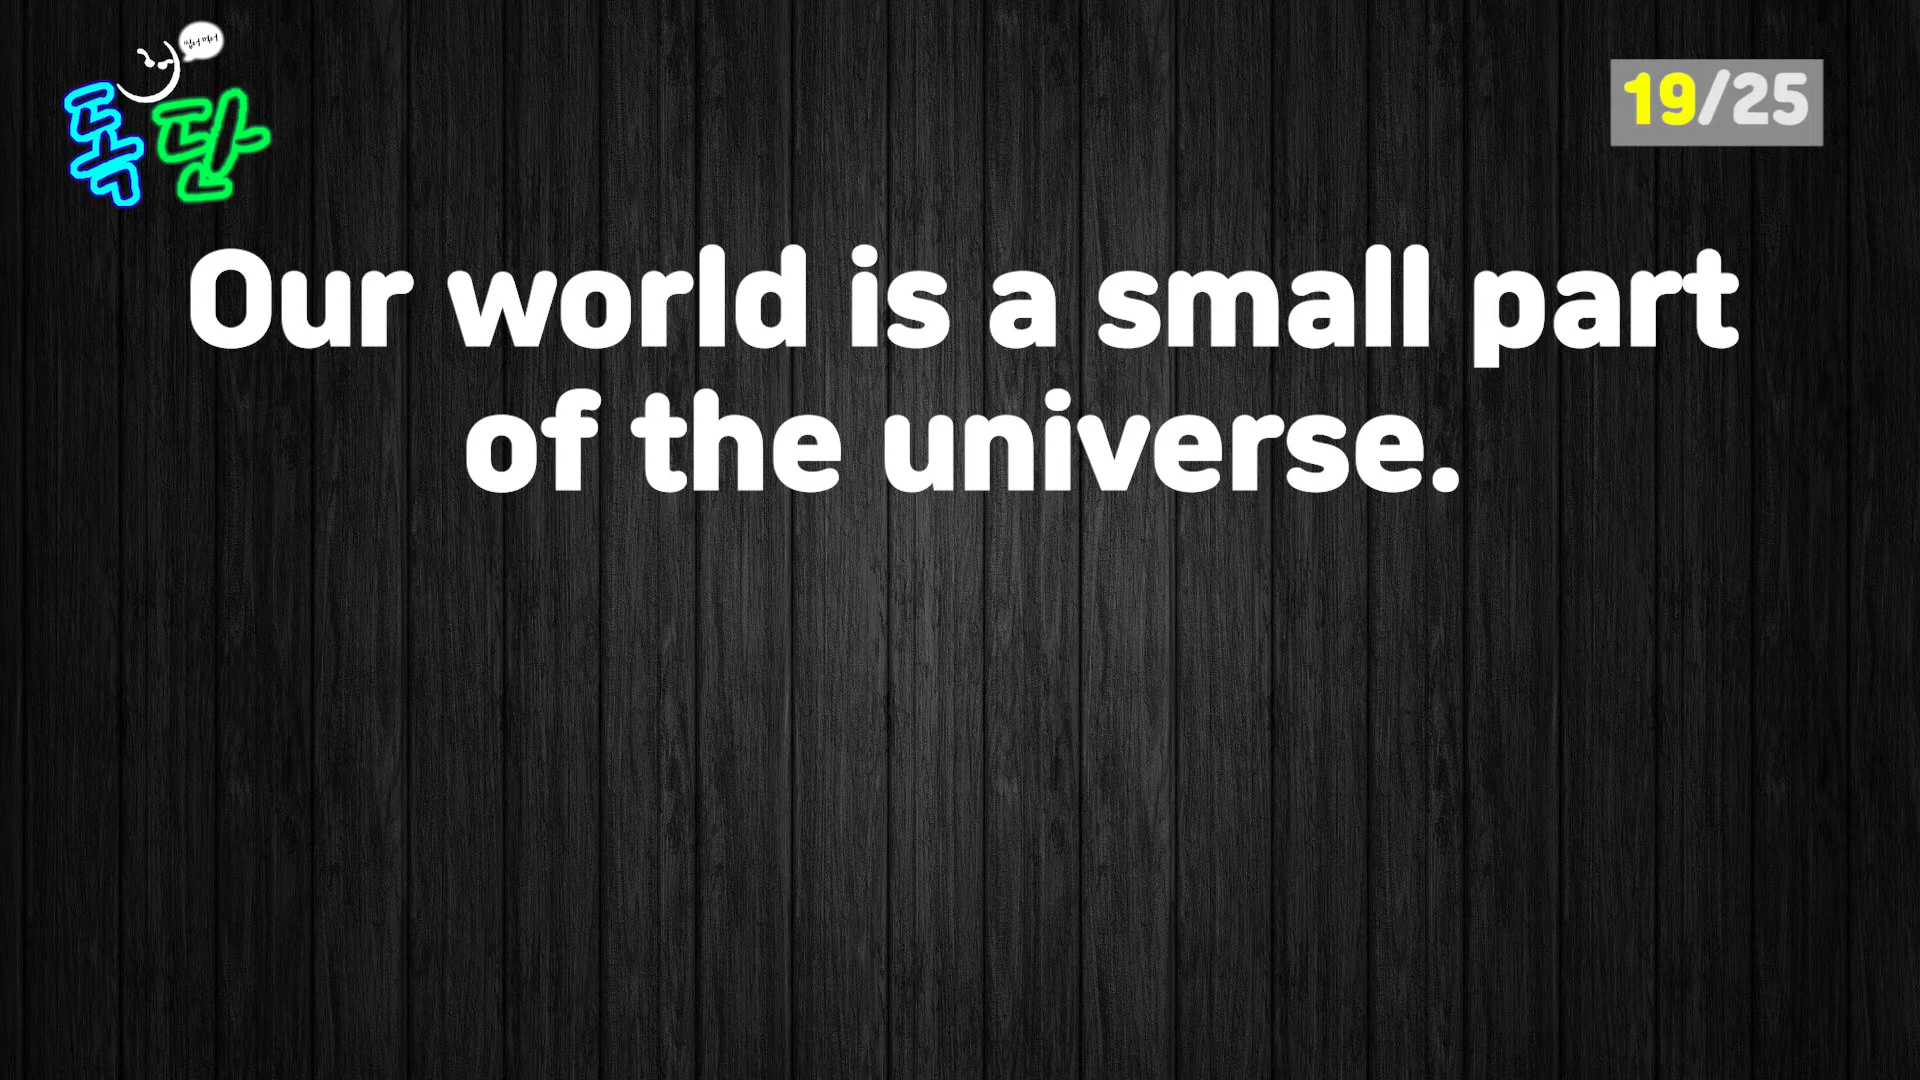 독단
19/25
Our world is a small part
of the universe.